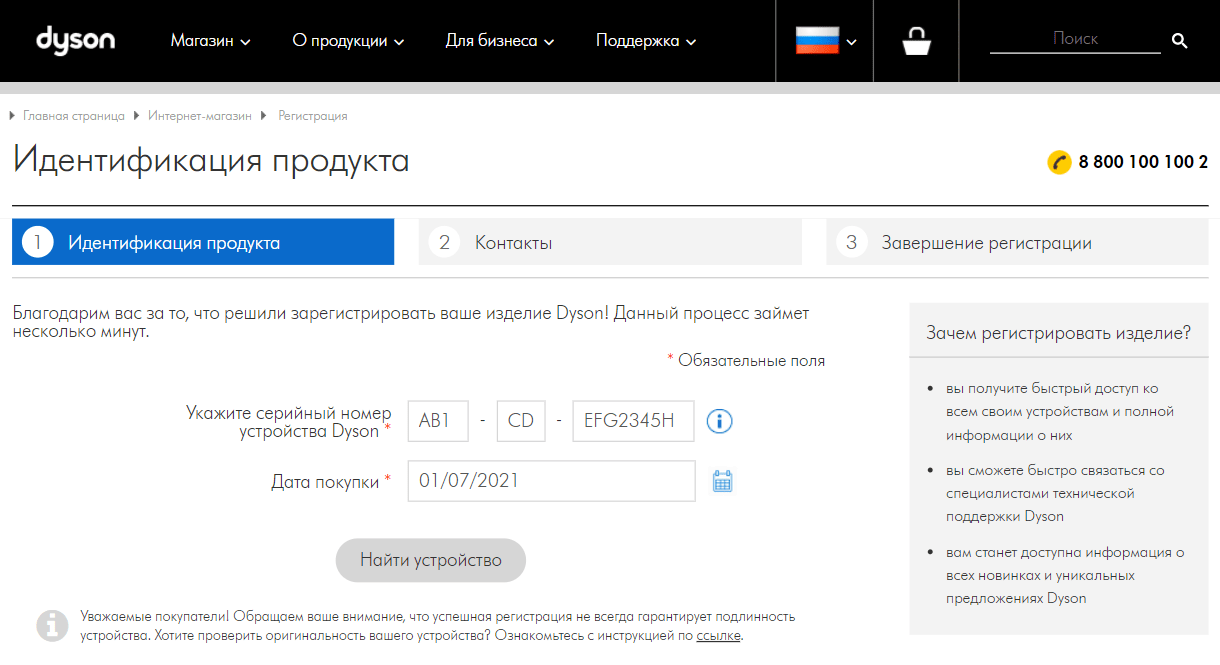 dyson
Магазин
О продукции
Для бизнеса
Поддержка
Поиск
Главная страница
Интернет-магазин
Регистрация
Идентификация продукта
8 800 100 100 2
1 Идентификация продукта
2 Контакты
3 Завершение регистрации
Благодарим вас за то, что решили зарегистрировать ваше изделие Dyson! Данный процесс займет
несколько минут.
* Обязательные поля
Укажите серийный номер
устройства Dyson *
AB1 - CD - EFG2345H
Дата покупки *
01/07/2021
Найти устройство
Уважаемые покупатели! Обращаем ваше внимание, что успешная регистрация не всегда гарантирует подлинность
устройства. Хотите проверить оригинальность вашего устройства? Ознакомьтесь с инструкцией по ссылке.
Зачем регистрировать изделие?
• вы получите быстрый доступ ко
всем своим устройствам и полной
информации о них
• вы сможете быстро связаться со
специалистами технической
поддержки Dyson
• вам станет доступна информация о
всех новинках и уникальных
предложениях Dyson